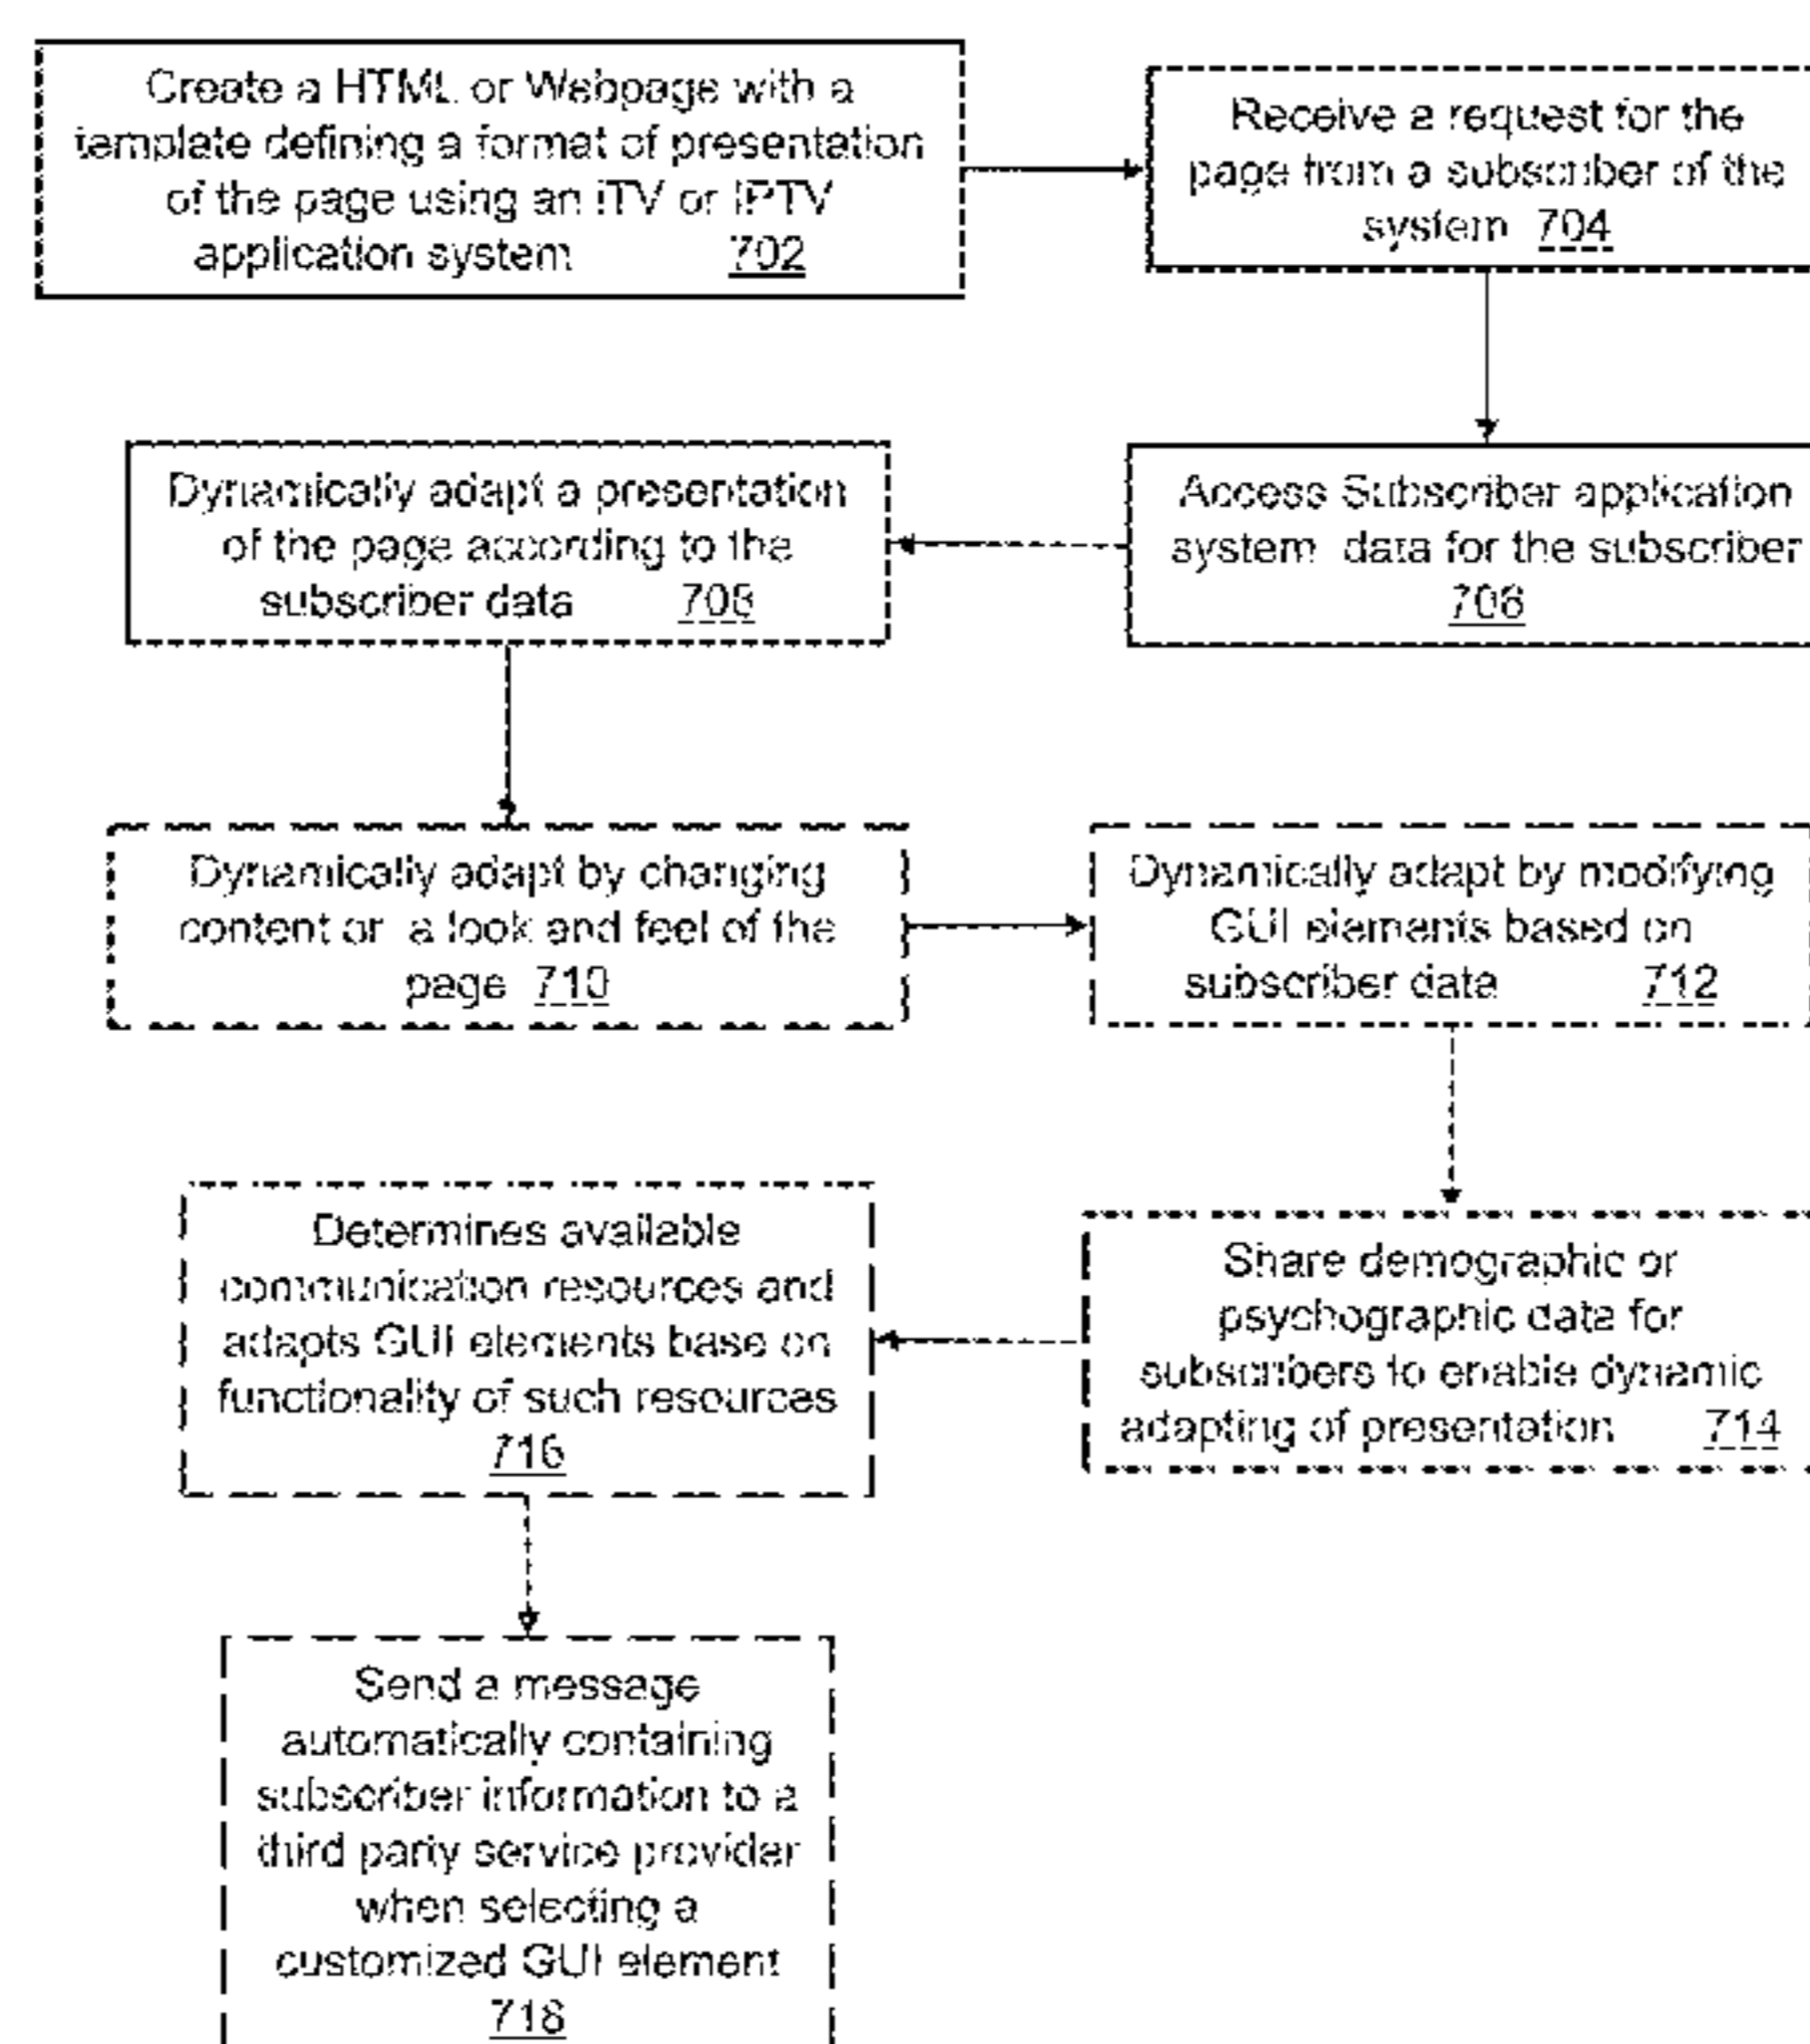 Create a HTML or Webpage with a
template defining a format of presentation
of the page using an iTV or IPTV
application system 702
Receive a request for the
page from a subscriber of the
system 704
Access Subscriber application
system data for the subscriber
706
Dynamically adapt a presentation
of the page according to the
subscriber data 708
Dynamically adapt by changing
content or a look and feel of the
page 710
Dynamically adapt by modifying
GUI elements based on
subscriber data 712
Share demographic or
psychographic data for
subscribers to enable dynamic
adapting of presentation 714
Determines available
communication resources and
adapts GUI elements base on
functionality of such resources
716
Send a message
automatically containing
subscriber information to a
third party service provider
when selecting a
customized GUI element
718